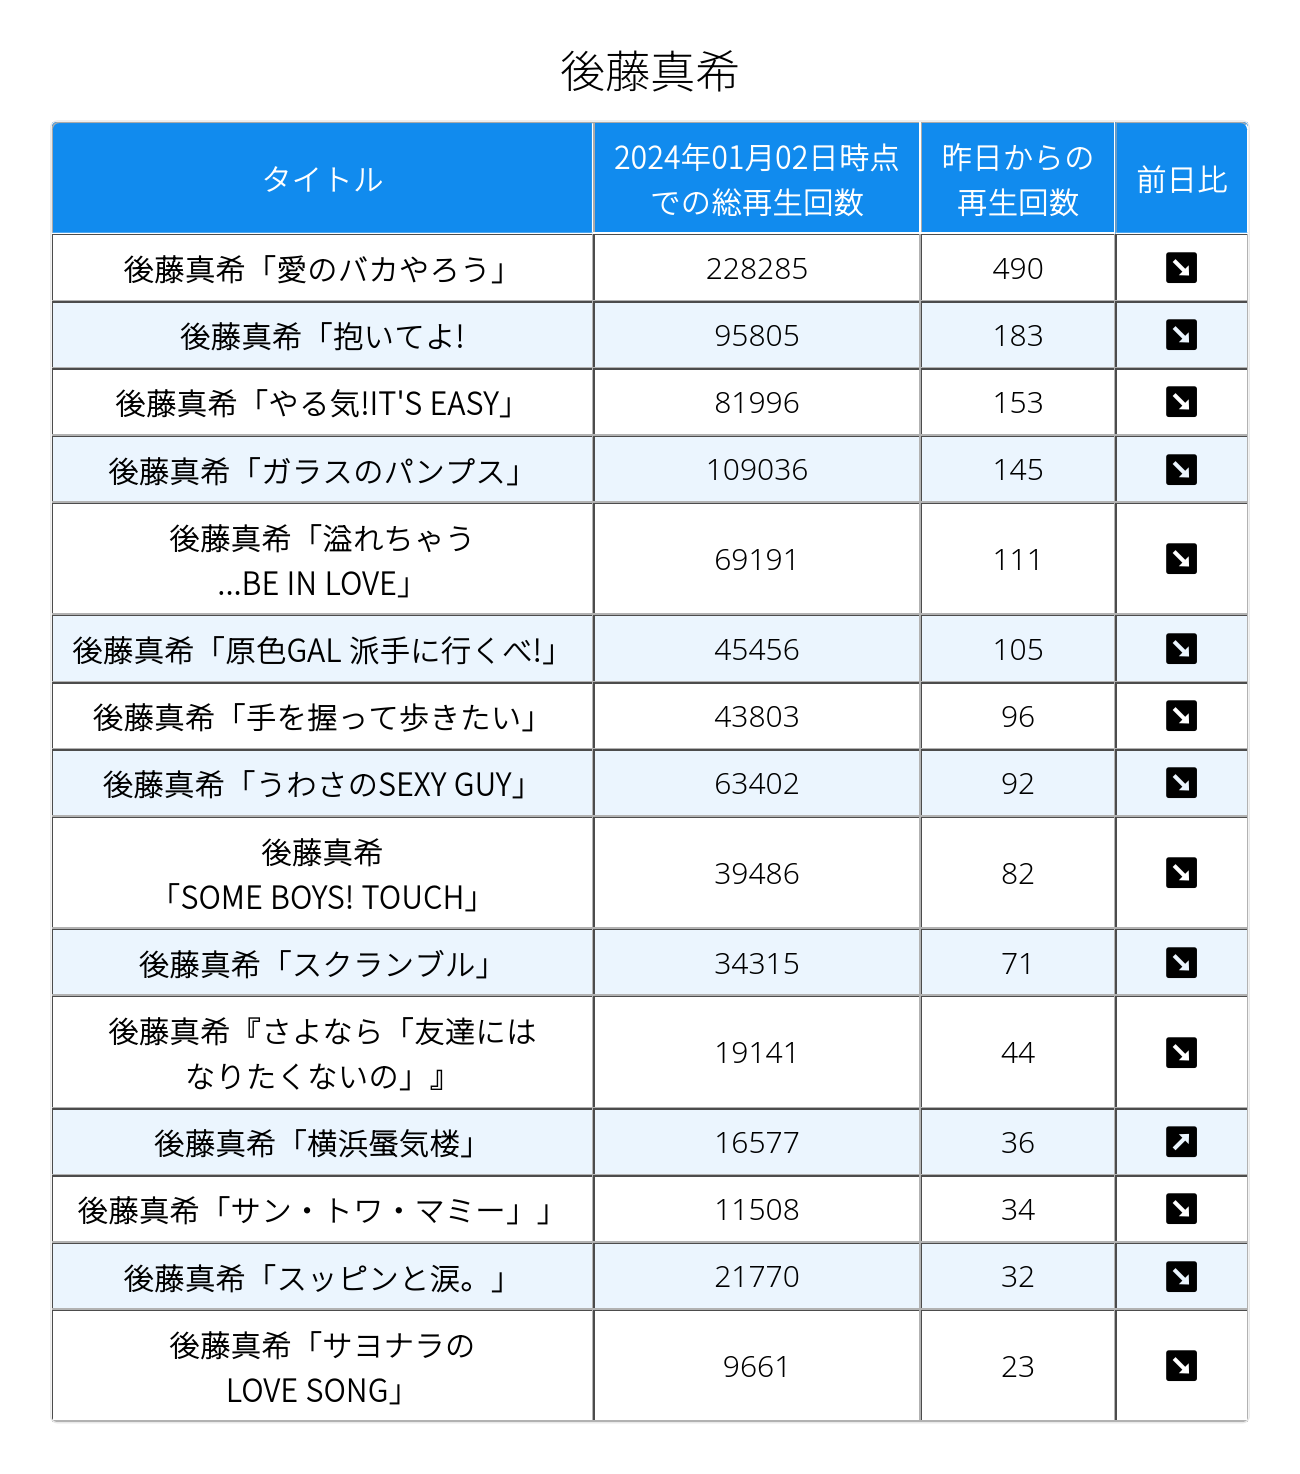 後藤真希
タイトル
2024年01月02日時点
での総再生回数
昨日からの
再生回数
前日比
後藤真希「愛のバカやろう」
228285
490
後藤真希「抱いてよ!
95805
183
後藤真希「やる気!IT'S EASY」
81996
153
後藤真希「ガラスのパンプス」
109036
145
後藤真希「溢れちゃう
...BE IN LOVE」
69191
111
後藤真希「原色GAL 派手に行くべ!」
45456
105
後藤真希「手を握って歩きたい」
43803
96
後藤真希「うわさのSEXY GUY」
63402
92
後藤真希
「SOME BOYS! TOUCH」
39486
82
後藤真希「スクランブル」
34315
71
後藤真希『さよなら「友達には
なりたくないの」』
19141
44
後藤真希「横浜蜃気楼」
16577
36
後藤真希「サン・トワ・マミー」」
11508
34
後藤真希「スッピンと涙。」
21770
32
後藤真希「サヨナラの
LOVE SONG」
9661
23